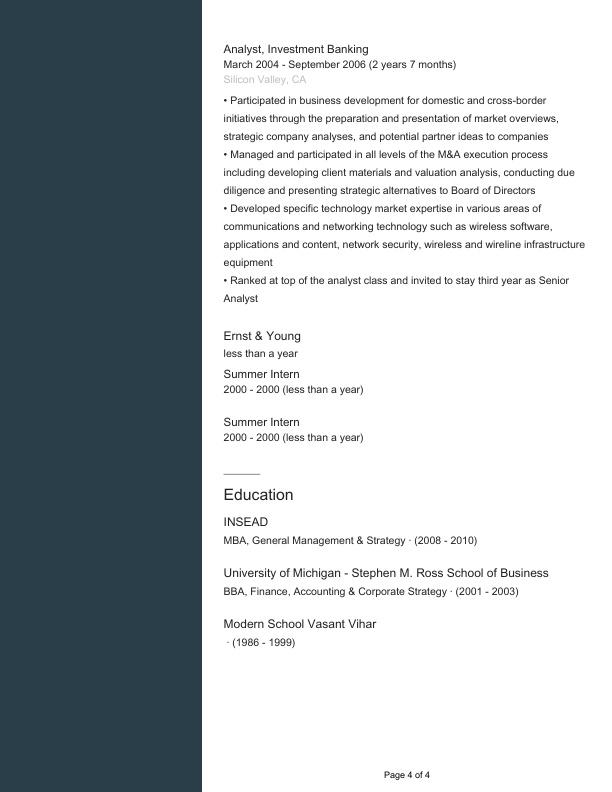 Analyst, Investment Banking
March 2004 - September 2006 (2 years 7 months)
Silicon Valley, CA
• Participated in business development for domestic and cross-border
initiatives through the preparation and presentation of market overviews,
strategic company analyses, and potential partner ideas to companies
• Managed and participated in all levels of the M&A execution process
including developing client materials and valuation analysis, conducting due
diligence and presenting strategic alternatives to Board of Directors
• Developed specific technology market expertise in various areas of
communications and networking technology such as wireless software,
applications and content, network security, wireless and wireline infrastructure
equipment
• Ranked at top of the analyst class and invited to stay third year as Senior
Analyst
Ernst & Young
less than a year
Summer Intern
2000 - 2000 (less than a year)
Summer Intern
2000 - 2000 (less than a year)
Education
INSEAD
MBA, General Management & Strategy · (2008 - 2010)
University of Michigan - Stephen M. Ross School of Business
BBA, Finance, Accounting & Corporate Strategy · (2001 - 2003)
Modern School Vasant Vihar
· (1986 - 1999)
Page 4 of 4